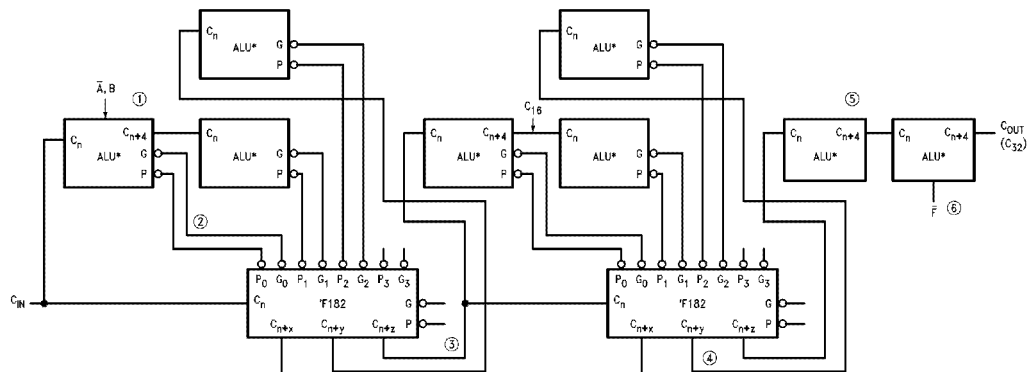 Cn
ALU*
G
P
Cn
ALU*
G
P
A̅, B
①
Cn
Cn+4
ALU*
G
P
Cn
ALU*
G
P
Cn
Cn+4
ALU*
G
P
C16
Cn
ALU*
G
P
⑤
Cn
Cn+4
ALU*
Cn+4
ALU*
COUT
(C32)
F̅
⑥
②
P0 G0 P1 G1 P2 G2 P3 G3
CIN
Cn
'F182
G
P
Cn+x
Cn+y
Cn+z
③
P0 G0 P1 G1 P2 G2 P3 G3
Cn
'F182
G
P
Cn+x
Cn+y
Cn+z
④